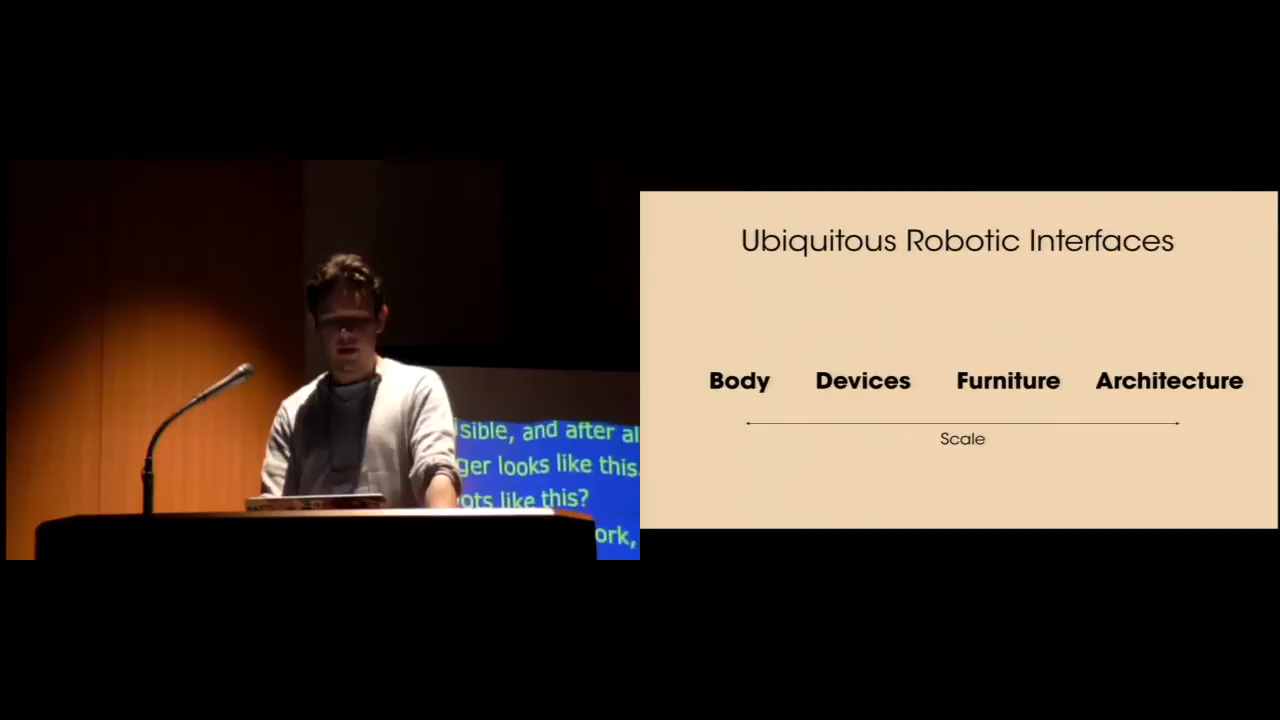 sible, and after al
ger looks like this.
ots like this?
ork,
Ubiquitous Robotic Interfaces
Body Devices Furniture Architecture
Scale